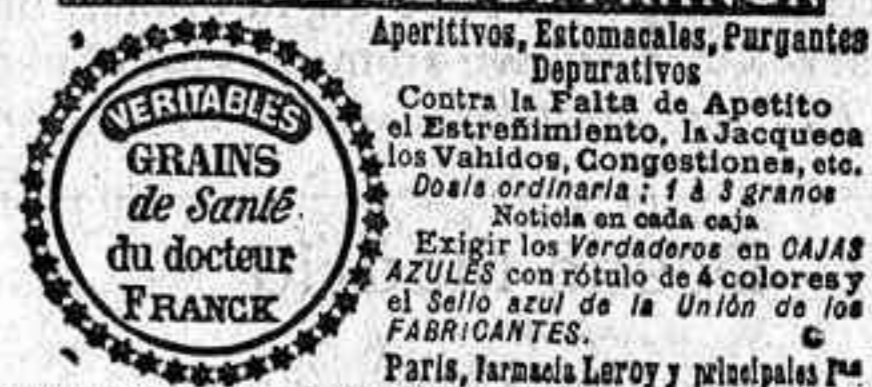 VERITABLES
GRAINS
de Santé
du docteur
FRANCK
Aperitivos, Estomacales, Purgantes
Depurativos
Contra la Falta de Apetito
el Estreñimiento, la Jacqueca
los Vahidos, Congestiones, etc.
Dosis ordinaria : 1 à 3 granos
Noticia en cada caja
Exigir los Verdaderos en CAJAS
AZULES con rótulo de 4 colores y
el Sello azul de la Unión de los
FABRICANTES.
Paris, farmacia Leroy y principales